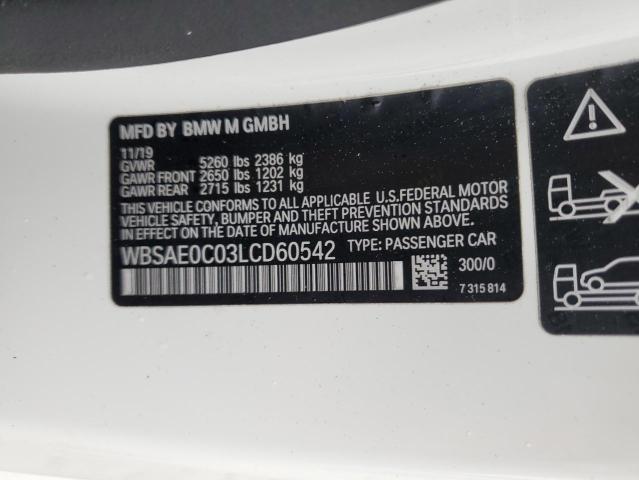 MFD BY BMW M GMBH
11/19
GVWR 5260 lbs 2386 kg
GAWR FRONT 2650 lbs 1202 kg
GAWR REAR 2715 lbs 1231 kg
THIS VEHICLE CONFORMS TO ALL APPLICABLE U.S.FEDERAL MOTOR
VEHICLE SAFETY, BUMPER AND THEFT PREVENTION STANDARDS
IN EFFECT ON THE DATE OF MANUFACTURE SHOWN ABOVE.
WBSAE0C03LCD60542 TYPE: PASSENGER CAR
300/0
7 315 814